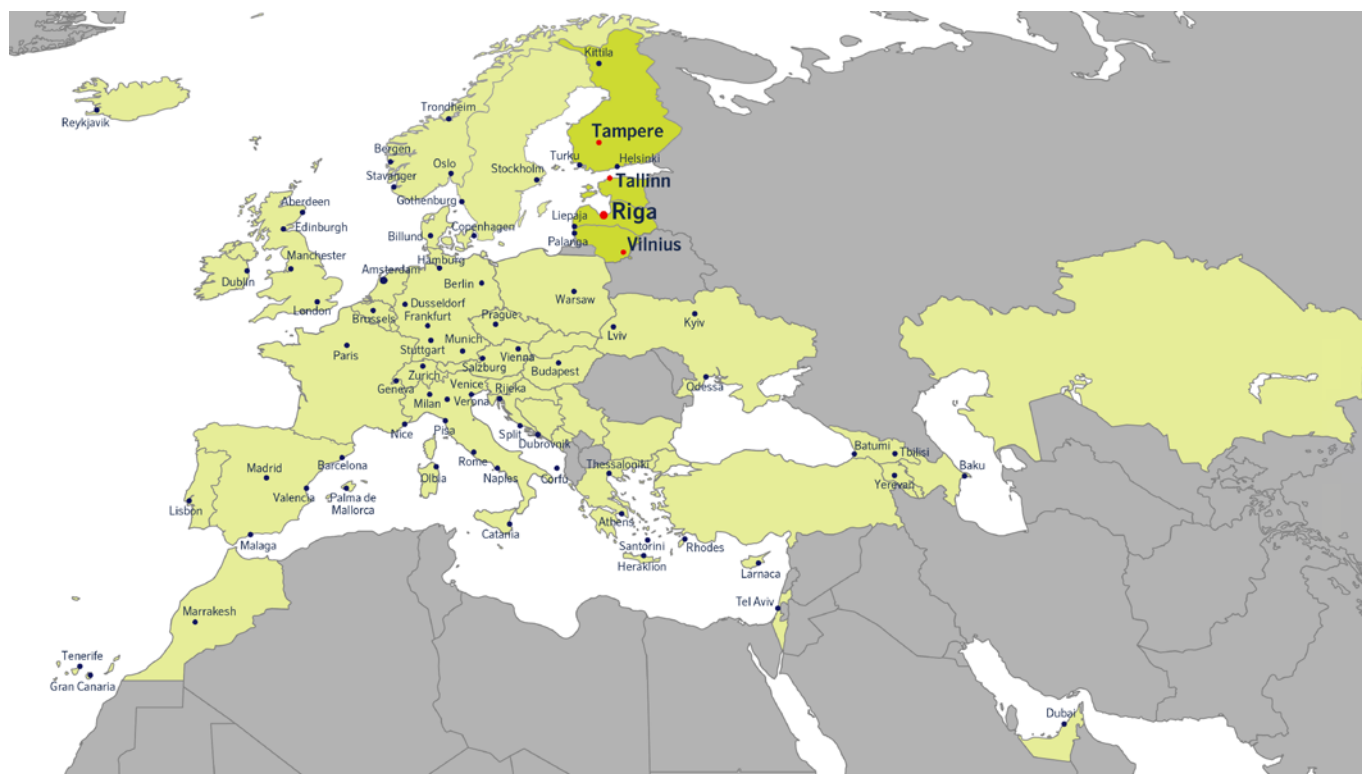 Kittila
Reykjavik
Trondheim
Tampere
Bergen
Oslo
Turku
Helsinki
Stavanger
Stockholm
Tallinn
Gothenburg
Aberdeen
Riga
Liepaja
Edinburgh
Billund
Copenhagen
Palanga
Vilnius
Manchester
Hamburg
Amsterdam
Dublin
Berlin
London
Dusseldorf
Warsaw
Brussels
Frankfurt
Prague
Kyiv
Lviv
Paris
Stuttgart
Munich
Vienna
Salzburg
Budapest
Zurich
Geneva
Venice
Rijeka
Odessa
Milan
Verona
Nice
Pisa
Split
Dubrovnik
Batumi
Tbilisi
Madrid
Barcelona
Rome
Naples
Corfu
Thessaloniki
Baku
Olbia
Yerevan
Valencia
Palma de
Mallorca
Lisbon
Athens
Catania
Malaga
Santorini
Rhodes
Heraklion
Larnaca
Tel Aviv
Marrakesh
Tenerife
Gran Canaria
Dubai